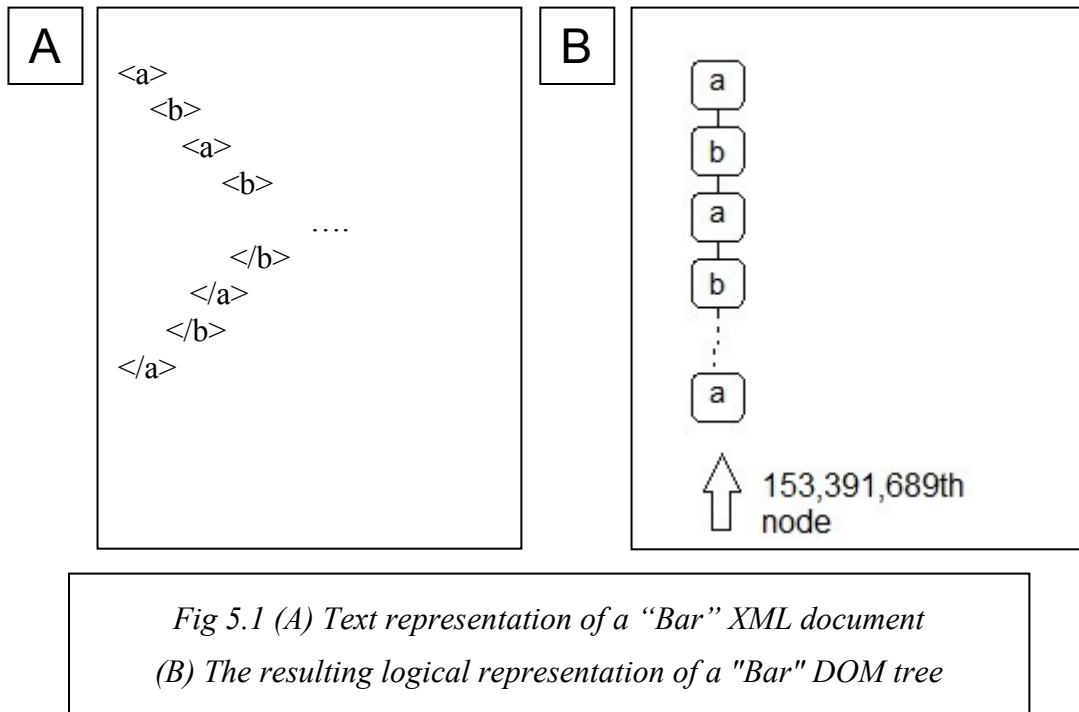 A
<a>
<b>
<a>
<b>
....
</b>
</a>
</b>
</a>
B
a
b
a
b
a
153,391,689th
node
Fig 5.1 (A) Text representation of a “Bar” XML document
(B) The resulting logical representation of a "Bar" DOM tree